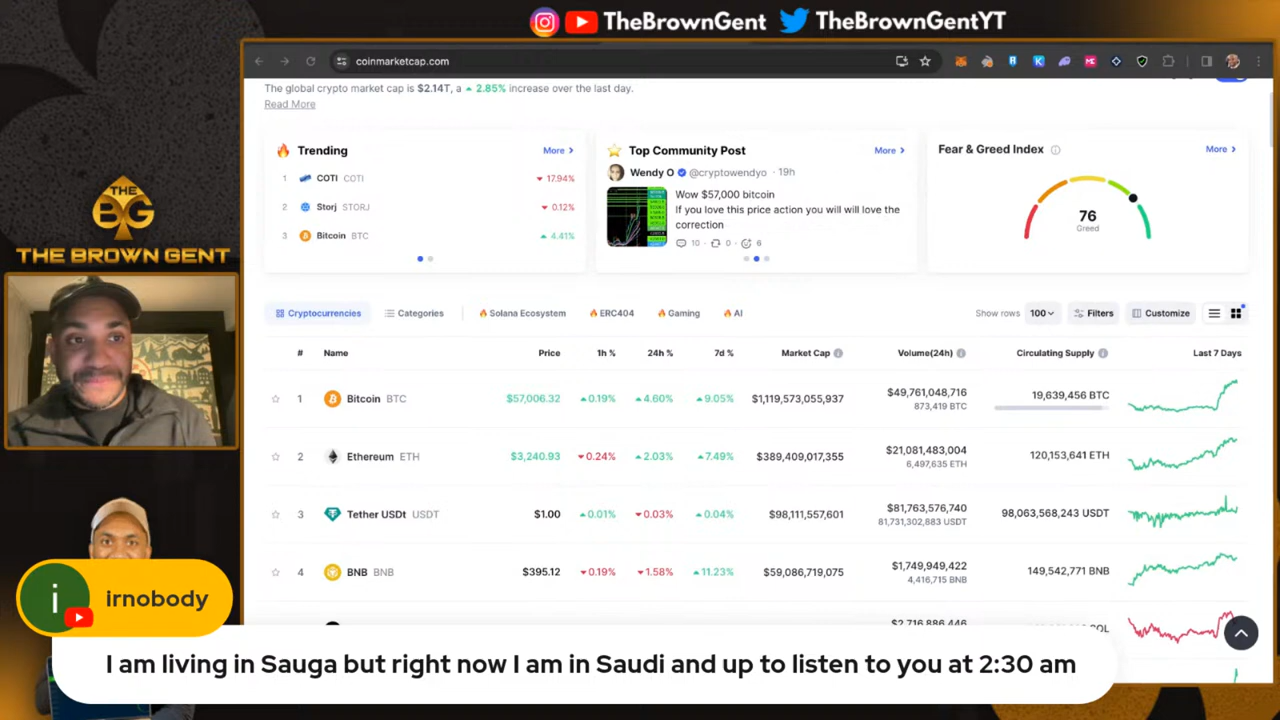 TheBrownGent TheBrownGentYT
coinmarketcap.com
The global crypto market cap is $2.14T, a 2.85% increase over the last day.
Read More
THE BG
THE BROWN GENT
Trending
More >
1 COTI COTI 17.94%
2 Storj STORJ 0.12%
3 Bitcoin BTC 4.41%
Top Community Post
More >
Wendy O @cryptowendyo · 19h
Wow $57,000 bitcoin
If you love this price action you will will love the
correction
10 0 6
Fear & Greed Index
More >
76
Greed
Cryptocurrencies Categories Solana Ecosystem ERC404 Gaming AI Show rows 100 Filters Customize
# Name Price 1h % 24h % 7d % Market Cap Volume(24h) Circulating Supply Last 7 Days
1 Bitcoin BTC $57,006.32 0.19% 4.60% 9.05% $1,119,573,055,937 $49,761,048,716 19,639,456 BTC
873,419 BTC
2 Ethereum ETH $3,240.93 0.24% 2.03% 7.49% $389,409,017,355 $21,081,483,004 120,153,641 ETH
6,497,635 ETH
3 Tether USDt USDT $1.00 0.01% 0.03% 0.04% $98,111,557,601 $81,763,576,740 98,063,568,243 USDT
81,731,302,883 USDT
4 BNB BNB $395.12 0.19% 1.58% 11.23% $59,086,719,075 $1,749,949,422 149,542,771 BNB
4,416,715 BNB
$2,716,886,446
i irnobody
I am living in Sauga but right now I am in Saudi and up to listen to you at 2:30 am